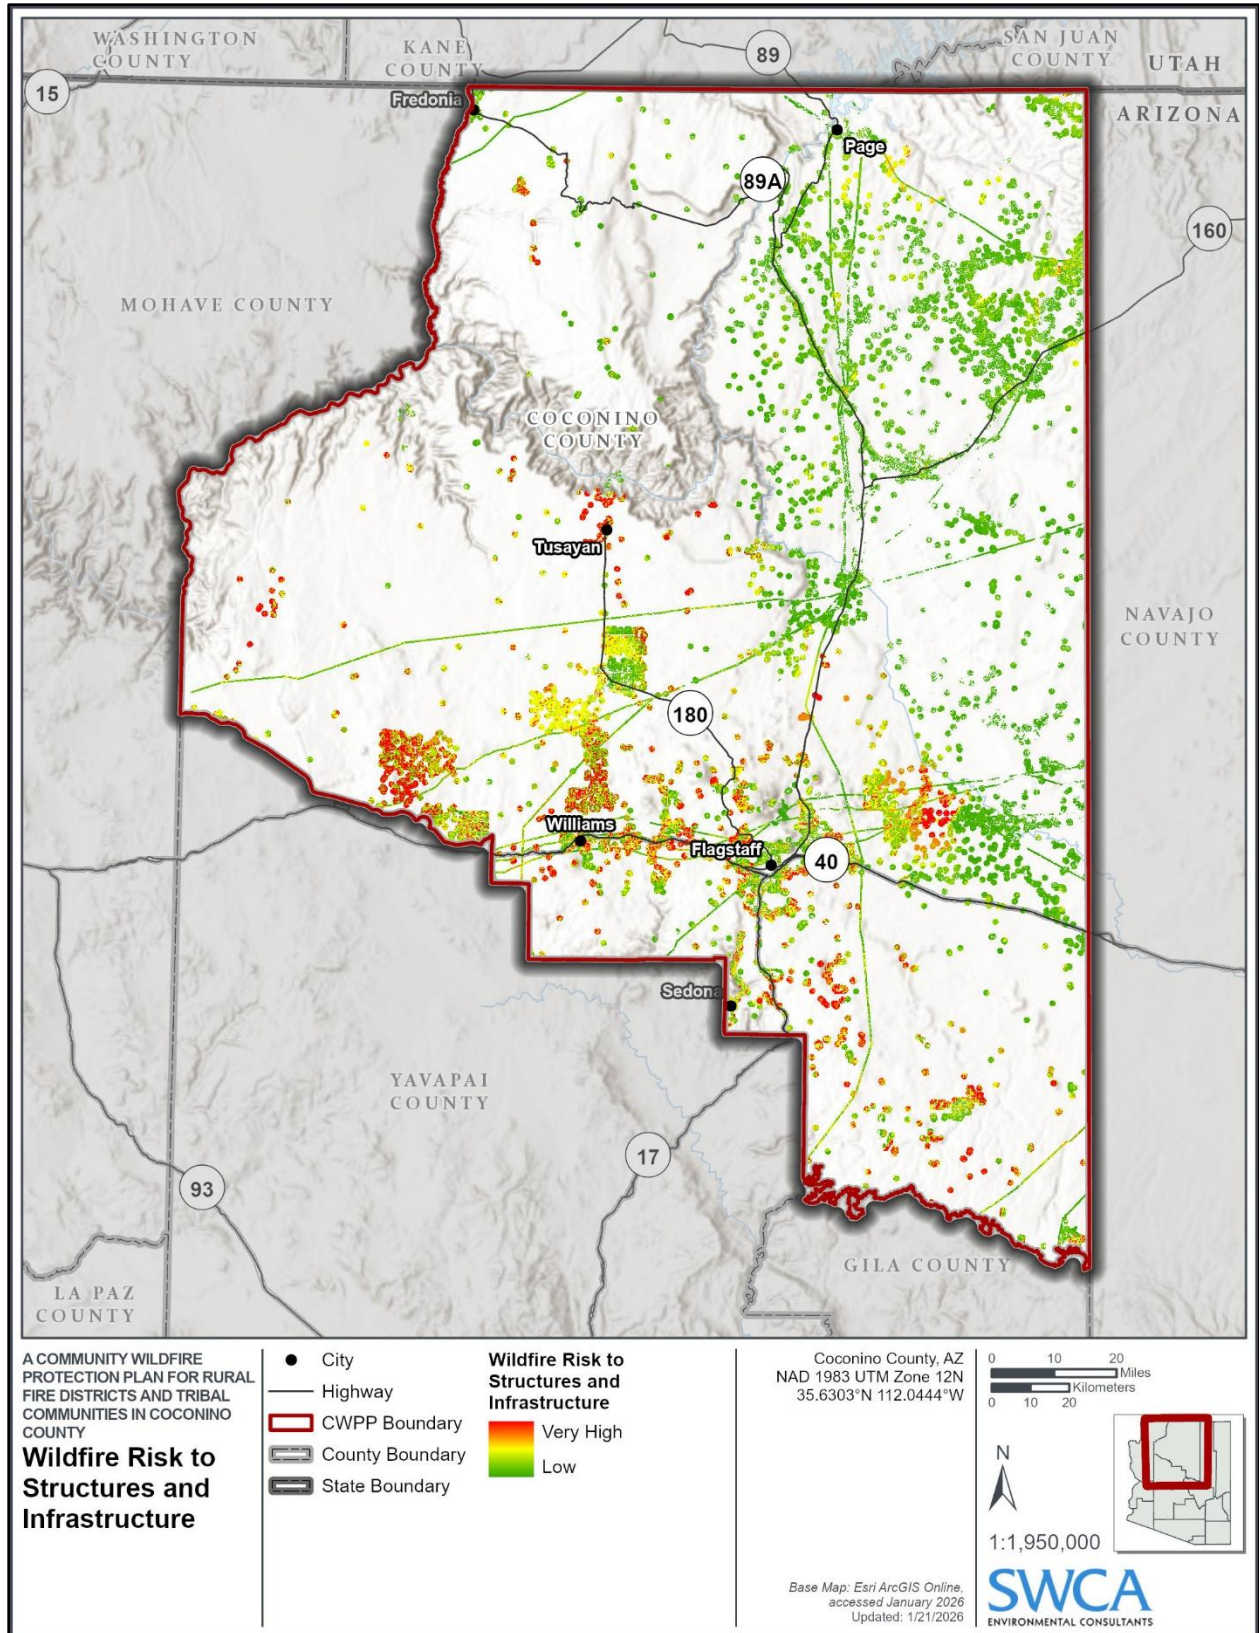 WASHINGTON
COUNTY
KANE
COUNTY
89
SAN JUAN
COUNTY
UTAH
15
Fredonia
ARIZONA
Page
89A
160
MOHAVE COUNTY
COCONINO
COUNTY
Tusayan
NAVAJO
COUNTY
180
Williams
Flagstaff
40
Sedona
YAVAPAI
COUNTY
17
93
GILA COUNTY
LA PAZ
COUNTY
A COMMUNITY WILDFIRE
PROTECTION PLAN FOR RURAL
FIRE DISTRICTS AND TRIBAL
COMMUNITIES IN COCONINO
COUNTY
Wildfire Risk to
Structures and
Infrastructure
City
Highway
CWPP Boundary
County Boundary
State Boundary
Wildfire Risk to
Structures and
Infrastructure
Very High
Low
Coconino County, AZ
NAD 1983 UTM Zone 12N
35.6303°N 112.0444°W
Base Map: Esri ArcGIS Online,
accessed January 2026
Updated: 1/21/2026
0 10 20
Miles
Kilometers
0 10 20
N
1:1,950,000
SWCA
ENVIRONMENTAL CONSULTANTS